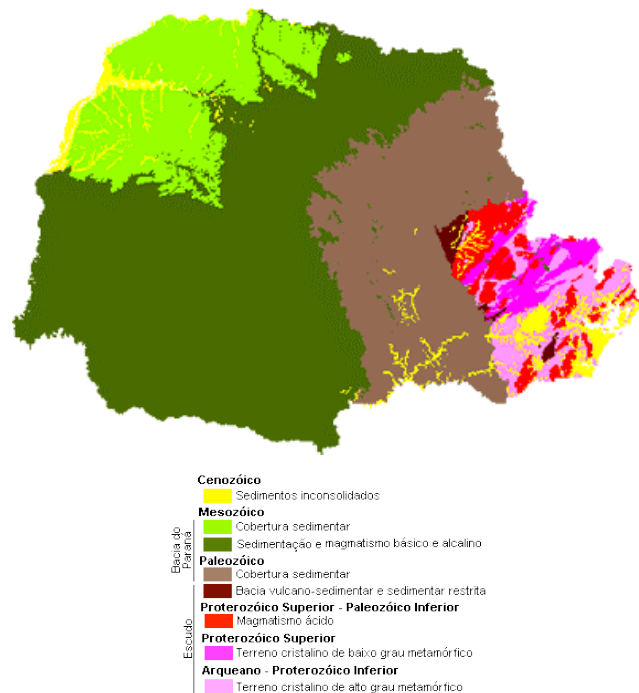 Cenozóico
Sedimentos inconsolidados
Mesozóico
Cobertura sedimentar
Sedimentação e magmatismo básico e alcalino
Bacia do
Paraná
Paleozóico
Cobertura sedimentar
Bacia vulcano-sedimentar e sedimentar restrita
Escudo
Proterozóico Superior - Paleozóico Inferior
Magmatismo ácido
Proterozóico Superior
Terreno cristalino de baixo grau metamórfico
Arqueano - Proterozóico Inferior
Terreno cristalino de alto grau metamórfico